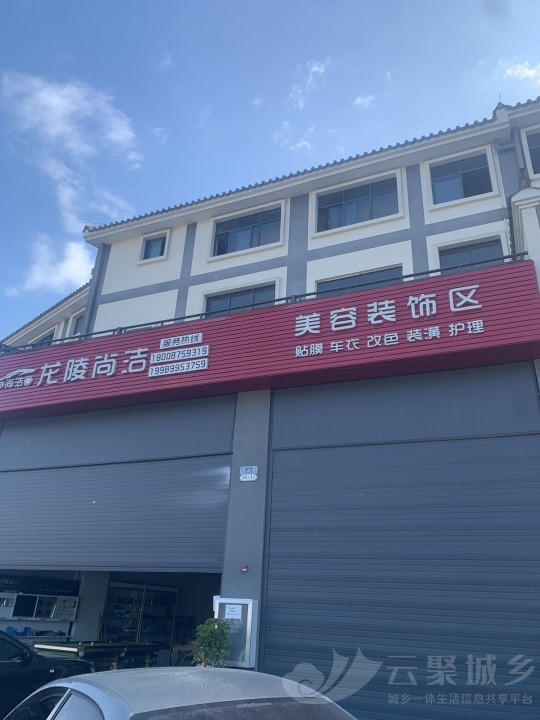 尚洁
龙陵尚洁
服务热线
18008759319
19989953759
美容装饰区
贴膜 车衣 改色 装潢 护理
云聚城乡
城乡一体生活信息共享平台